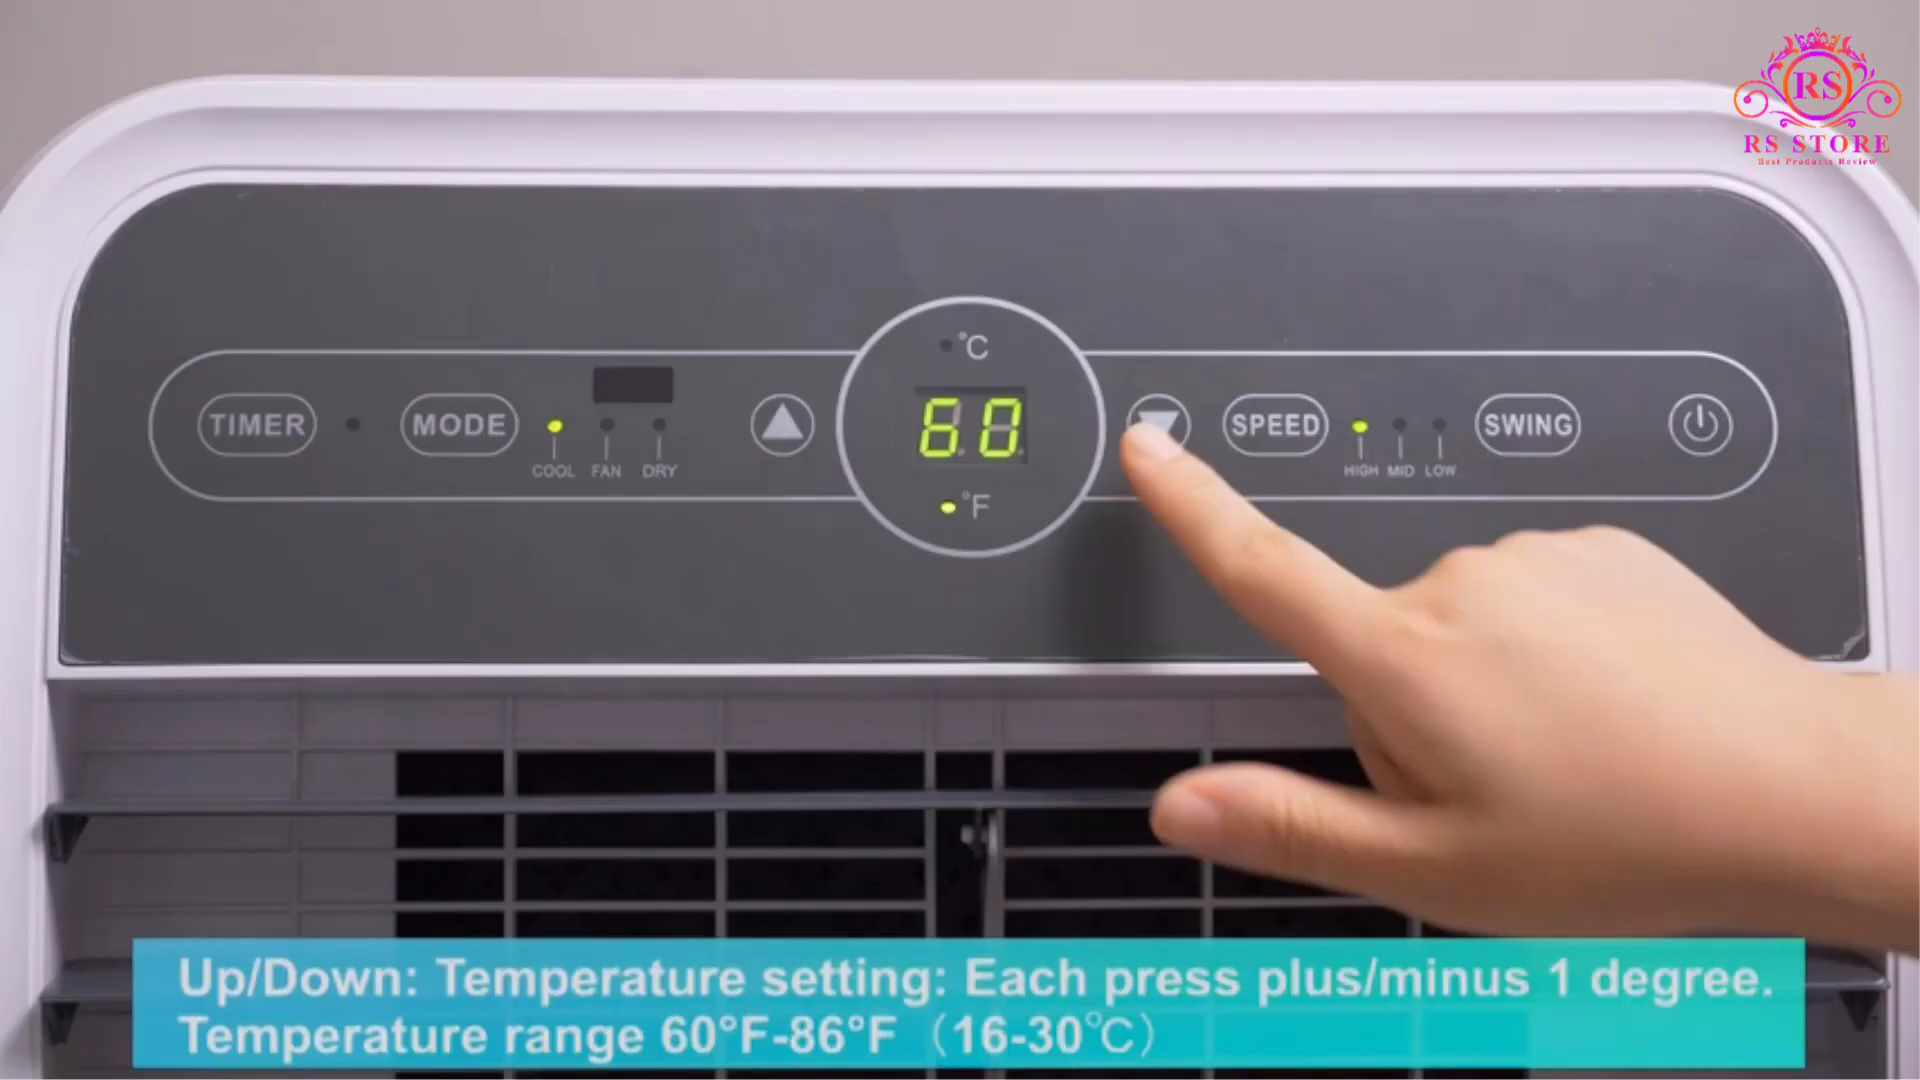 RS
RS STORE
Best Products Review
°C
TIMER
MODE
60
SPEED
SWING
COOL FAN DRY
HIGH MID LOW
°F
Up/Down: Temperature setting: Each press plus/minus 1 degree.
Temperature range 60°F-86°F（16-30℃）